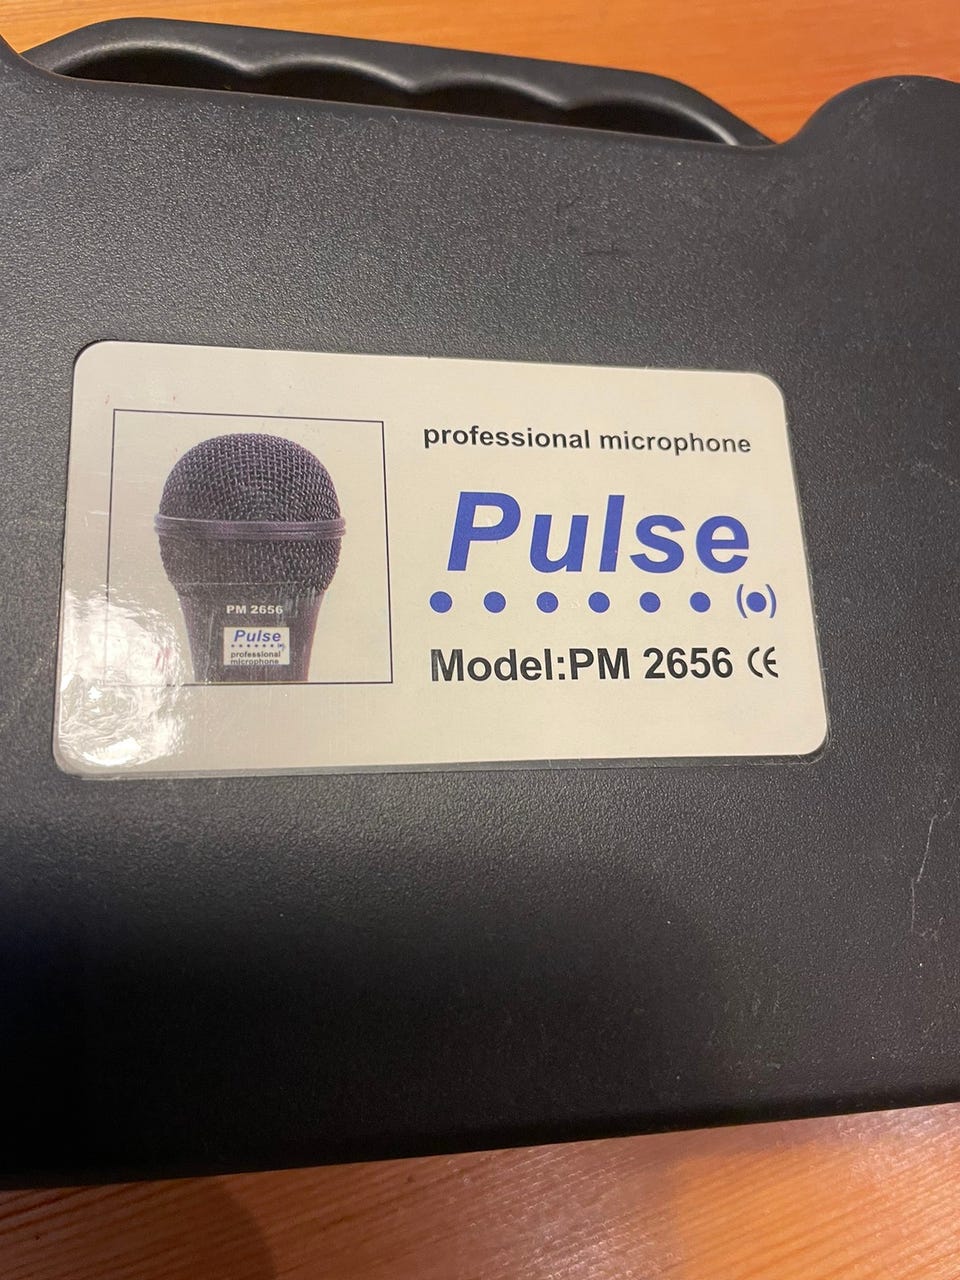 professional microphone
Pulse
Model:PM 2656 CE
PM 2656
Pulse
professional
microphone